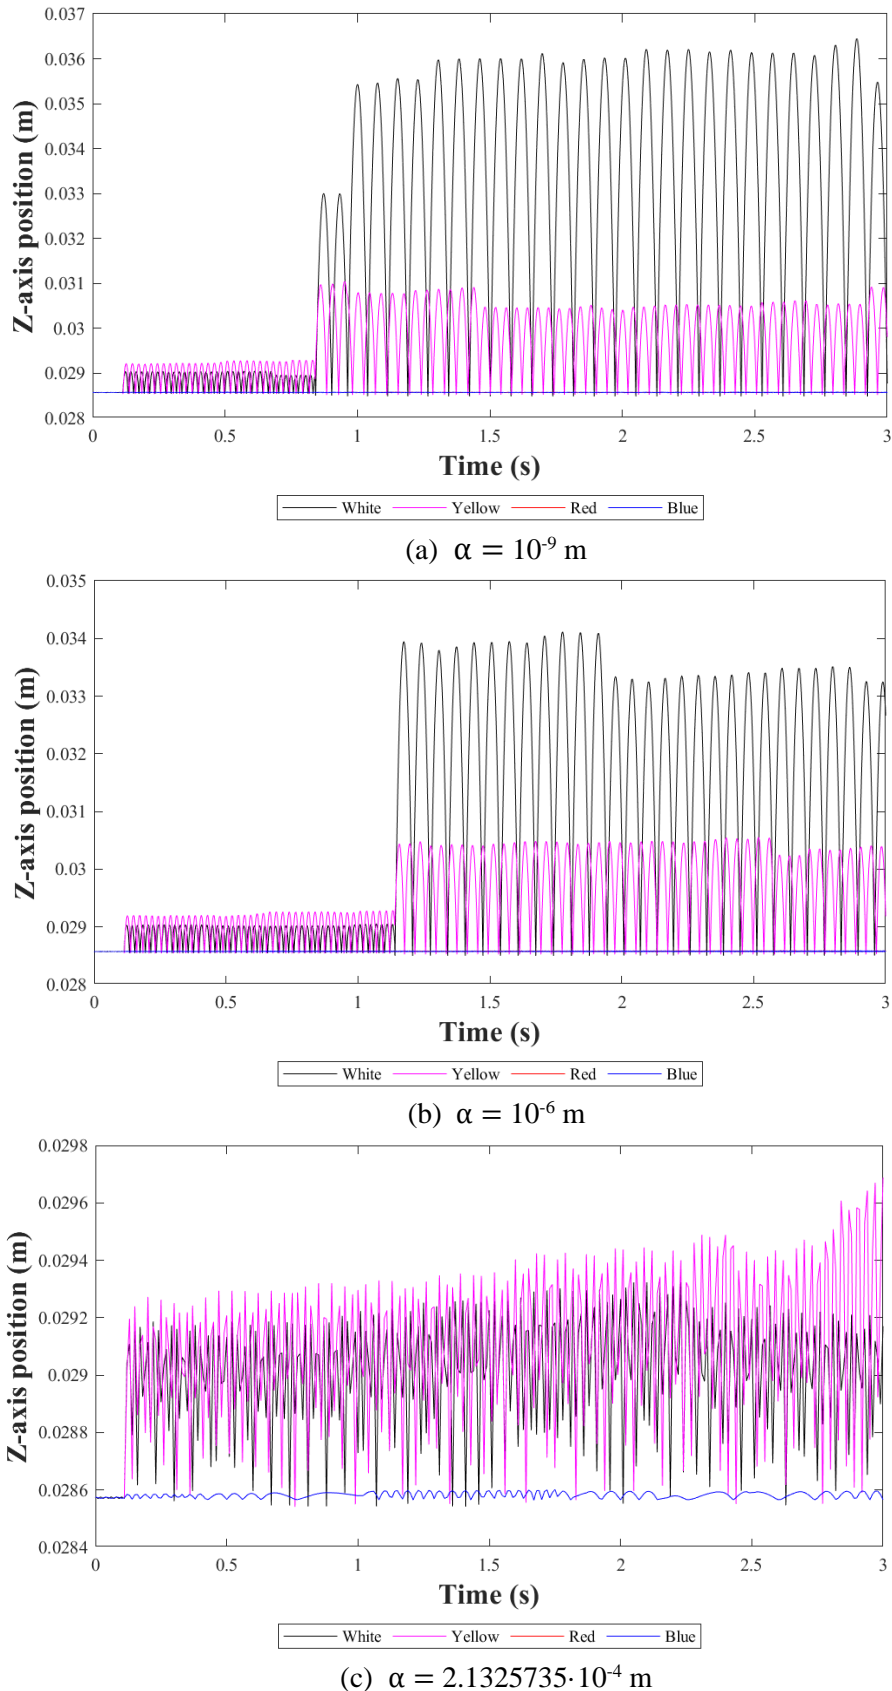 0.037
0.036
0.035
0.034
0.033
0.032
0.031
0.03
0.029
0.028
Z-axis position (m)
0 0.5 1 1.5 2 2.5 3
Time (s)
White Yellow Red Blue
(a) α = 10⁻⁹ m
0.035
0.034
0.033
0.032
0.031
0.03
0.029
0.028
Z-axis position (m)
0 0.5 1 1.5 2 2.5 3
Time (s)
White Yellow Red Blue
(b) α = 10⁻⁶ m
0.0298
0.0296
0.0294
0.0292
0.029
0.0288
0.0286
0.0284
Z-axis position (m)
0 0.5 1 1.5 2 2.5 3
Time (s)
White Yellow Red Blue
(c) α = 2.1325735·10⁻⁴ m